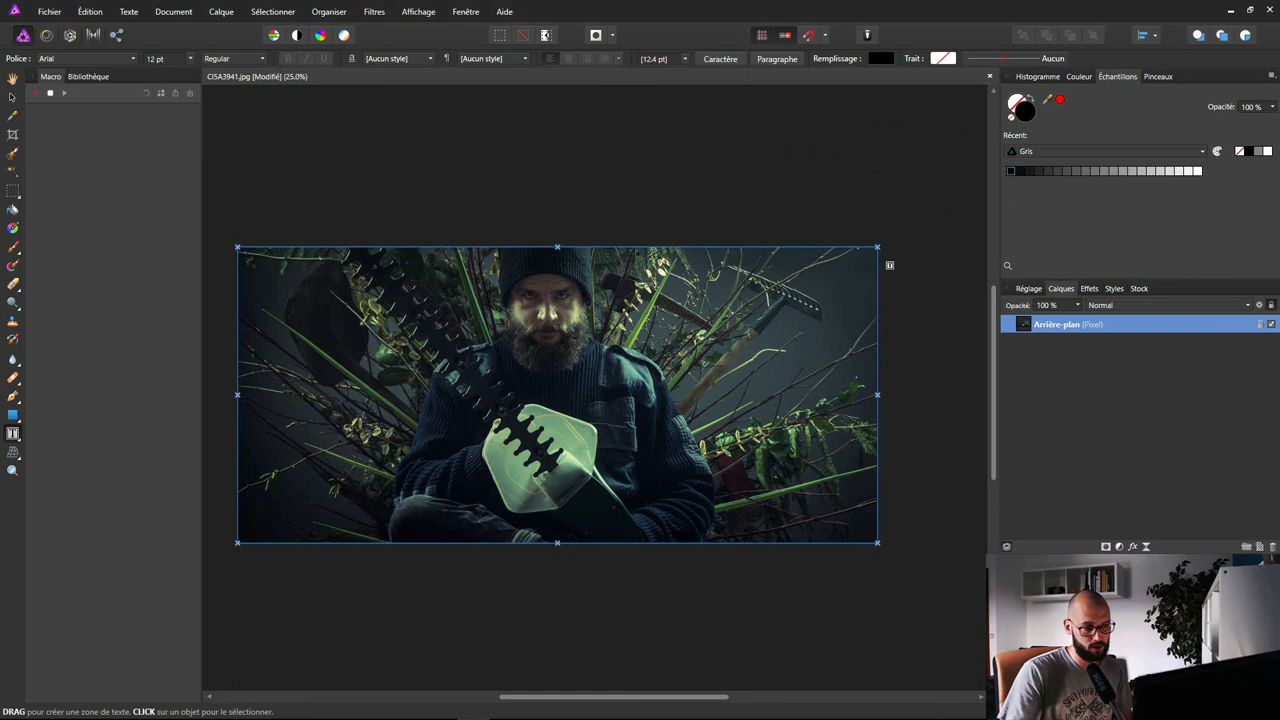 Fichier Édition Texte Document Calque Sélectionner Organiser Filtres Affichage Fenêtre Aide
Police : Arial 12 pt Regular B I U a [Aucun style] ¶ [Aucun style] [12.4 pt] Caractère Paragraphe Remplissage : Trait : Aucun
Macro Bibliothèque
CI5A3941.jpg [Modifié] (25.0%)
Histogramme Couleur Échantillons Pinceaux
Opacité: 100 %
Récent:
Gris
Réglage Calques Effets Styles Stock
Opacité: 100 % Normal
Arrière-plan (Pixel)
DRAG pour créer une zone de texte. CLICK sur un objet pour le sélectionner.